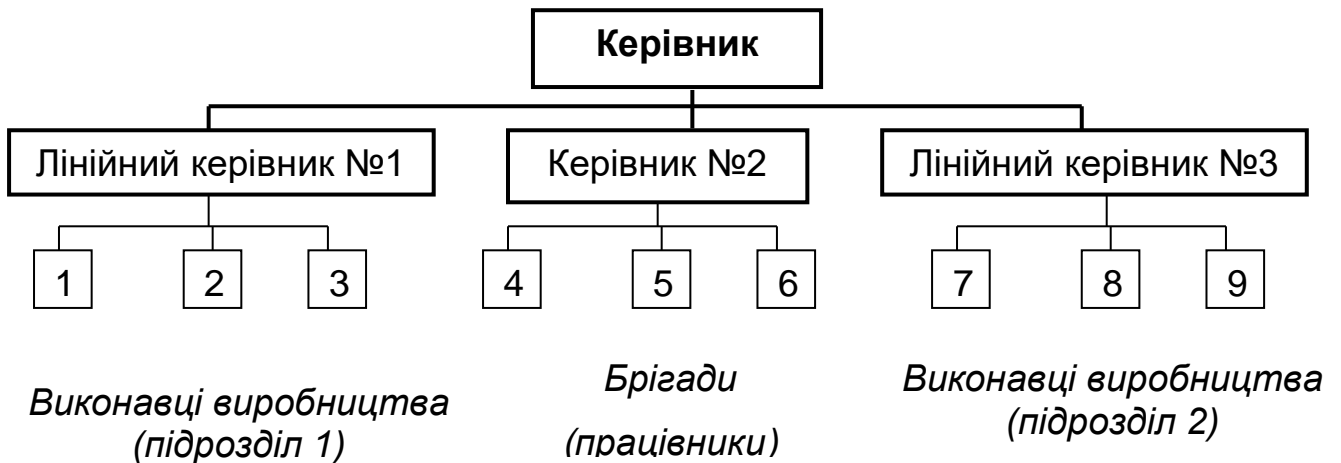 Керівник
Лінійний керівник №1
Керівник №2
Лінійний керівник №3
1
2
3
4
5
6
7
8
9
Виконавці виробництва
(підрозділ 1)
Брігади
(працівники)
Виконавці виробництва
(підрозділ 2)